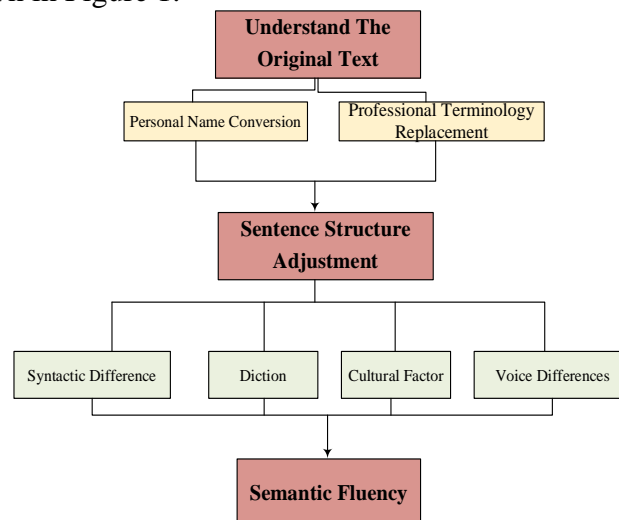 in Figure 1.
Understand The
Original Text
Personal Name Conversion
Professional Terminology
Replacement
Sentence Structure
Adjustment
Syntactic Difference
Diction
Cultural Factor
Voice Differences
Semantic Fluency